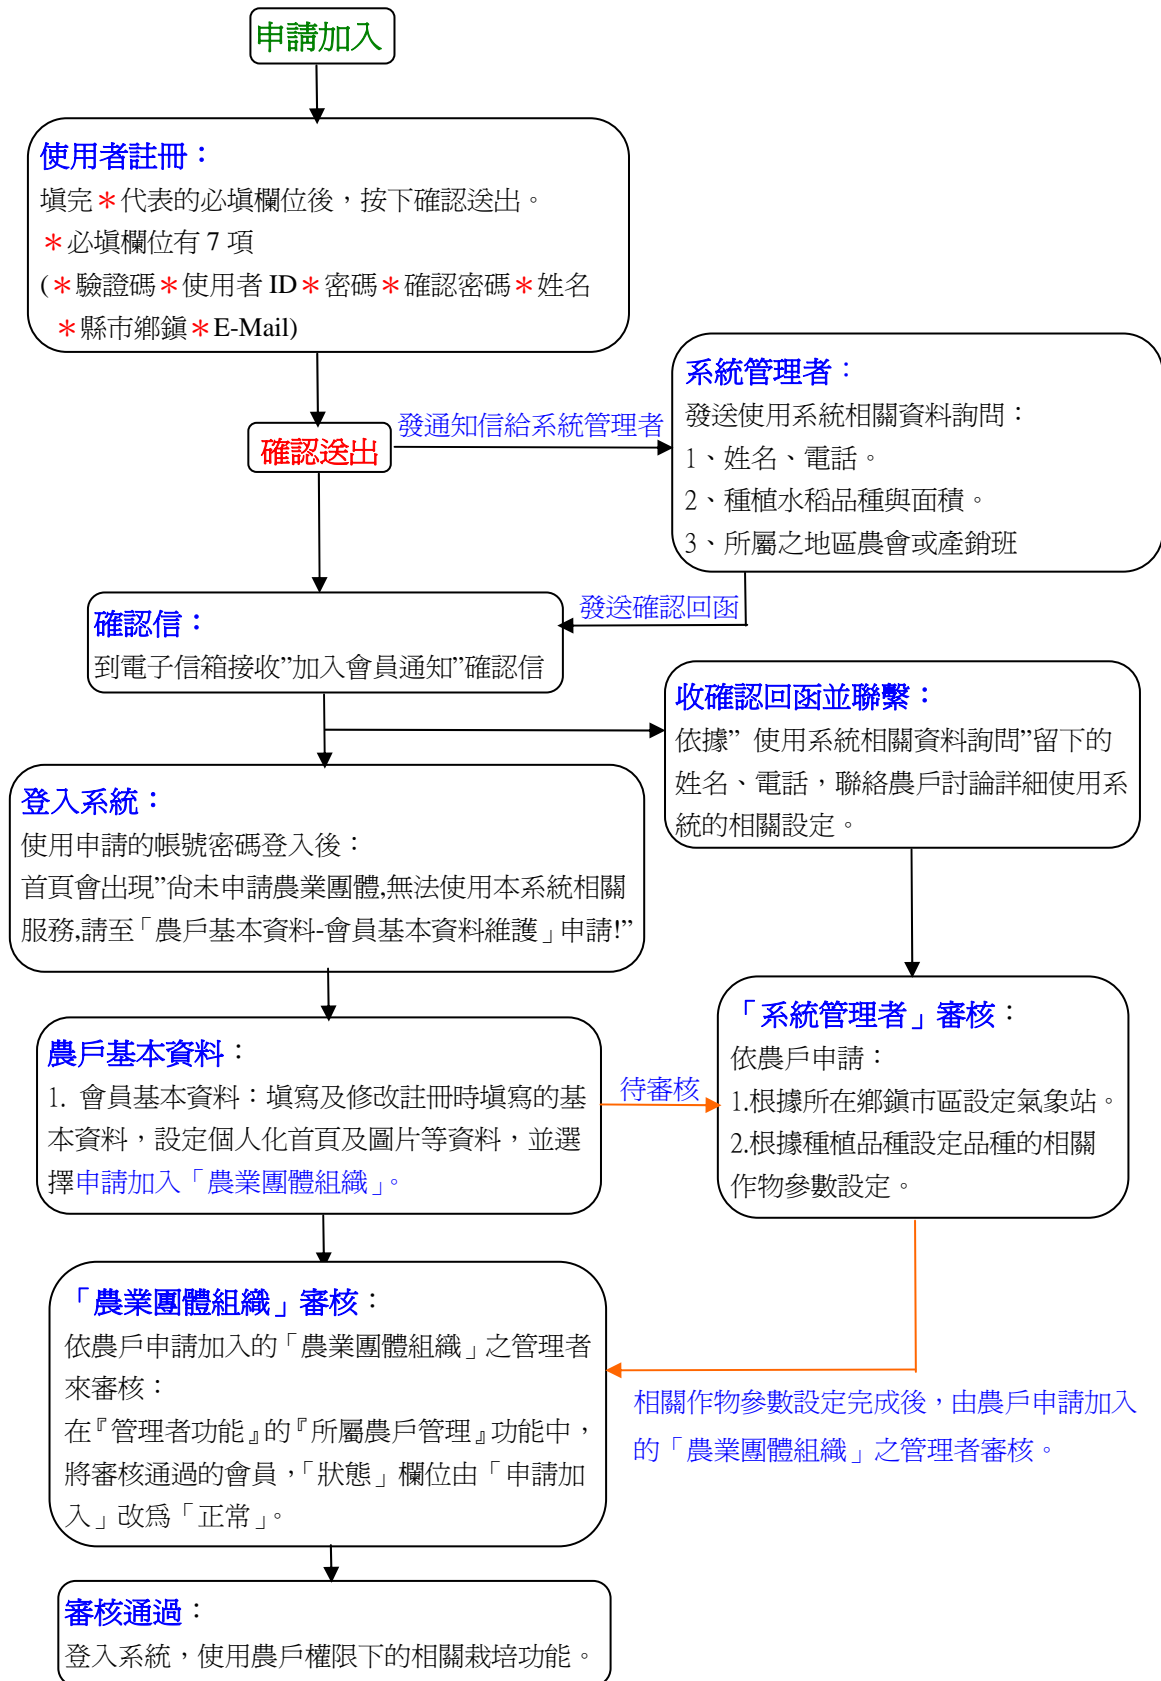 申請加入
使用者註冊：
填完＊代表的必填欄位後，按下確認送出。
＊必填欄位有 7 項
(＊驗證碼＊使用者 ID＊密碼＊確認密碼＊姓名
＊縣市鄉鎮＊E-Mail)
確認送出
發通知信給系統管理者
系統管理者：
發送使用系統相關資料詢問：
1、姓名、電話。
2、種植水稻品種與面積。
3、所屬之地區農會或產銷班
發送確認回函
確認信：
到電子信箱接收”加入會員通知”確認信
收確認回函並聯繫：
依據” 使用系統相關資料詢問”留下的
姓名、電話，聯絡農戶討論詳細使用系
統的相關設定。
登入系統：
使用申請的帳號密碼登入後：
首頁會出現”尚未申請農業團體,無法使用本系統相關
服務,請至「農戶基本資料-會員基本資料維護」申請!”
農戶基本資料：
1. 會員基本資料：填寫及修改註冊時填寫的基
本資料，設定個人化首頁及圖片等資料，並選
擇申請加入「農業團體組織」。
待審核
「系統管理者」審核：
依農戶申請：
1.根據所在鄉鎮市區設定氣象站。
2.根據種植品種設定品種的相關
作物參數設定。
「農業團體組織」審核：
依農戶申請加入的「農業團體組織」之管理者
來審核：
在『管理者功能』的『所屬農戶管理』功能中，
將審核通過的會員，「狀態」欄位由「申請加
入」改為「正常」。
相關作物參數設定完成後，由農戶申請加入
的「農業團體組織」之管理者審核。
審核通過：
登入系統，使用農戶權限下的相關栽培功能。